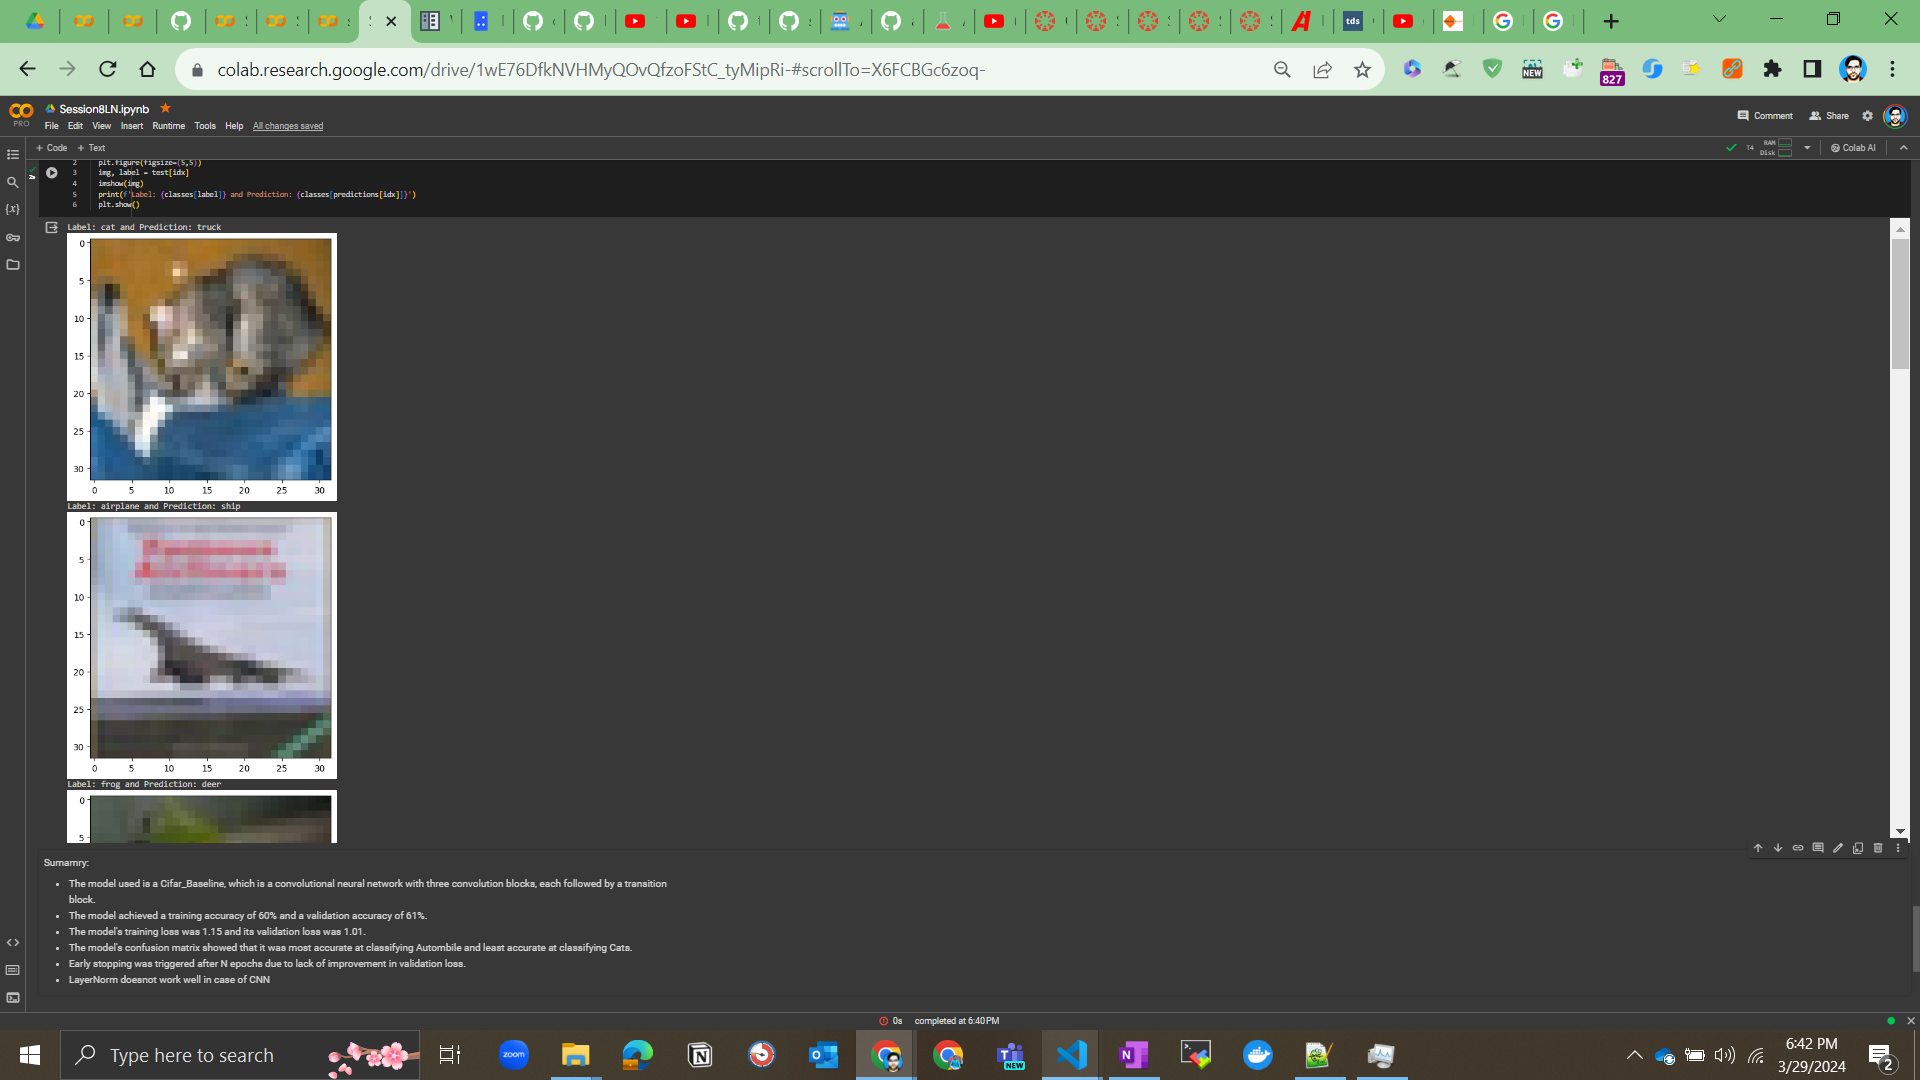 colab.research.google.com/drive/1wE76DfkNVHMyQOvQfzoFStC_tyMipRi-#scrollTo=X6FCBGc6zoq-
NEW
827
PRO
Session8LN.ipynb
File Edit View Insert Runtime Tools Help All changes saved
Comment Share
+ Code + Text
T4 RAM Disk Colab AI
2 plt.figure(figsize=(5,5))
3 img, label = test[idx]
4 imshow(img)
5 print(f'Label: {classes[label]} and Prediction: {classes[predictions[idx]]}')
6 plt.show()
Label: cat and Prediction: truck
0
5
10
15
20
25
30
0 5 10 15 20 25 30
Label: airplane and Prediction: ship
0
5
10
15
20
25
30
0 5 10 15 20 25 30
Label: frog and Prediction: deer
0
5
Sumamry:
• The model used is a Cifar_Baseline, which is a convolutional neural network with three convolution blocks, each followed by a transition
block.
• The model achieved a training accuracy of 60% and a validation accuracy of 61%.
• The model's training loss was 1.15 and its validation loss was 1.01.
• The model's confusion matrix showed that it was most accurate at classifying Autombile and least accurate at classifying Cats.
• Early stopping was triggered after N epochs due to lack of improvement in validation loss.
• LayerNorm doesnot work well in case of CNN
0s completed at 6:40 PM
Type here to search
zoom
NEW
6:42 PM
3/29/2024
2